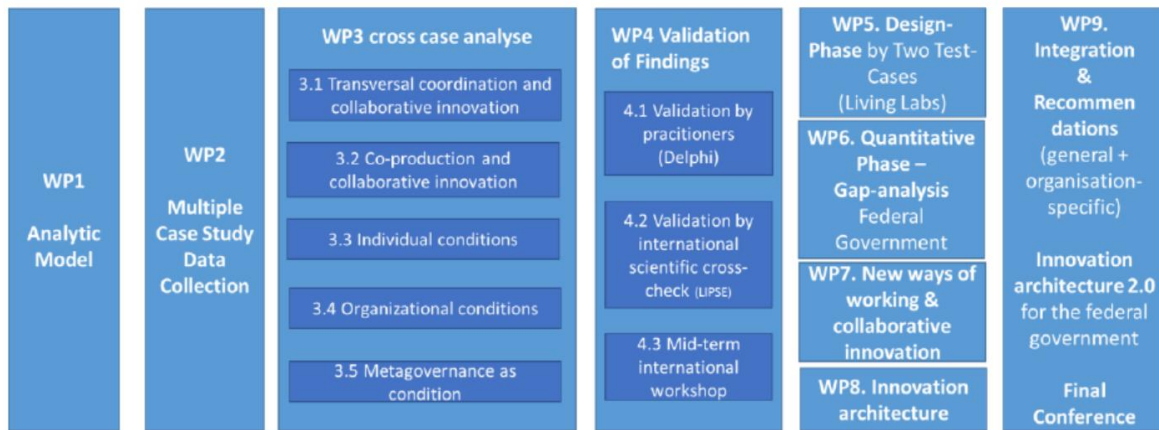 WP1
Analytic
Model
WP2
Multiple
Case Study
Data
Collection
WP3 cross case analyse
3.1 Transversal coordination and
collaborative innovation
3.2 Co-production and
collaborative innovation
3.3 Individual conditions
3.4 Organizational conditions
3.5 Metagovernance as
condition
WP4 Validation
of Findings
4.1 Validation by
pracitioners
(Delphi)
4.2 Validation by
international
scientific cross-
check (LIPSE)
4.3 Mid-term
international
workshop
WP5. Design-
Phase by Two Test-
Cases
(Living Labs)
WP6. Quantitative
Phase –
Gap-analysis
Federal
Government
WP7. New ways of
working &
collaborative
innovation
WP8. Innovation
architecture
WP9.
Integration
&
Recommen
dations
(general +
organisation-
specific)
Innovation
architecture 2.0
for the federal
government
Final
Conference